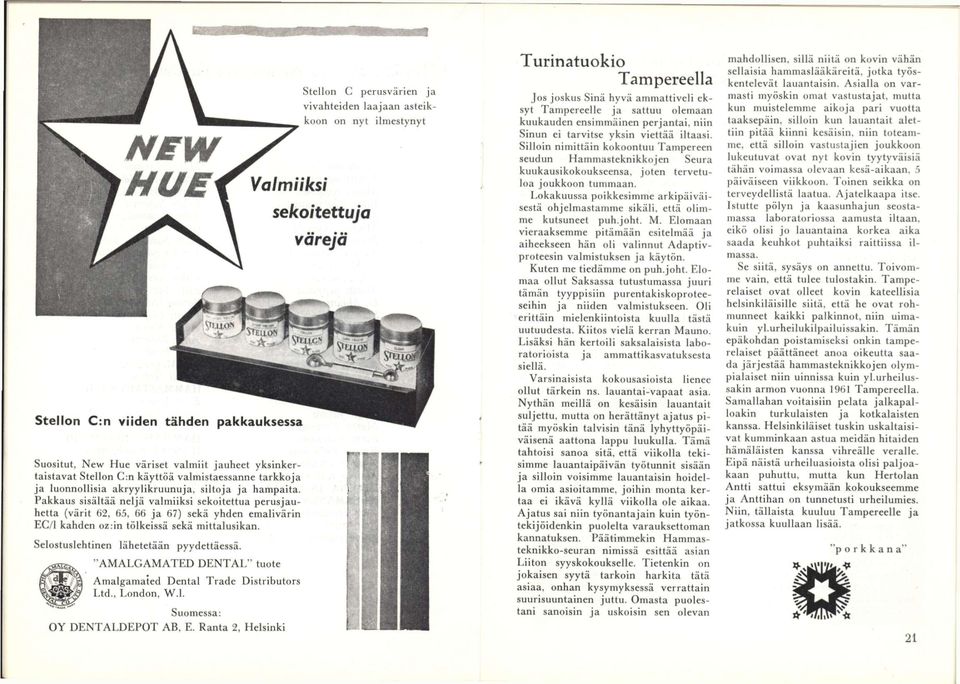 Stellon C perusvärien ja
vivahteiden laajaan asteik-
koon on nyt ilmestynyt
NEW
HUE
Valmiiksi
sekoitettuja
värejä
STELLON
STELLON
STELLON
STELLON
STELLON
Stellon C:n viiden tähden pakkauksessa
Suositut, New Hue väriset valmiit jauheet yksinker-
taistavat Stellon C:n käyttöä valmistaessanne tarkkoja
ja luonnollisia akryylikruunuja, siltoja ja hampaita.
Pakkaus sisältää neljä valmiiksi sekoitettua perusjau-
hetta (värit 62, 65, 66 ja 67) sekä yhden emalivärin
EC/1 kahden oz:in tölkeissä sekä mittalusikan.
Selostuslehtinen lähetetään pyydettäessä.
"AMALGAMATED DENTAL" tuote
Amalgamated Dental Trade Distributors
Ltd., London, W.1.
Suomessa:
OY DENTALDEPOT AB, E. Ranta 2, Helsinki
Turinatuokio
Tampereella
Jos joskus Sinä hyvä ammattiveli ek-
syt Tampereelle ja sattuu olemaan
kuukauden ensimmäinen perjantai, niin
Sinun ei tarvitse yksin viettää iltaasi.
Silloin nimittäin kokoontuu Tampereen
seudun Hammasteknikkojen Seura
kuukausikokoukseensa, joten tervetu-
loa joukkoon tummaan.
Lokakuussa poikkesimme arkipäiväi-
sestä ohjelmastamme sikäli, että olim-
me kutsuneet puh.joht. M. Elomaan
vieraaksemme pitämään esitelmää ja
aiheekseen hän oli valinnut Adaptiv-
proteesin valmistuksen ja käytön.
Kuten me tiedämme on puh.joht. Elo-
maa ollut Saksassa tutustumassa juuri
tämän tyyppisiin purentakiskoprotee-
seihin ja niiden valmistukseen. Oli
erittäin mielenkiintoista kuulla tästä
uutuudesta. Kiitos vielä kerran Mauno.
Lisäksi hän kertoili saksalaisista labo-
ratorioista ja ammattikasvatuksesta
siellä.
Varsinaisista kokousasioista lienee
ollut tärkein ns. lauantai-vapaat asia.
Nythän meillä on kesäisin lauantait
suljettu, mutta on herättänyt ajatus pi-
tää myöskin talvisin tänä lyhyttyöpäi-
väisenä aattona lappu luukulla. Tämä
tahtoisi sanoa sitä, että viikolla teki-
simme lauantaipäivän työtunnit sisään
ja silloin voisimme lauantaisin hoidel-
la omia asioitamme, joihin monta ker-
taa ei ikävä kyllä viikolla ole aikaa.
Ajatus sai niin työnantajain kuin työn-
tekijöidenkin puolelta varauksettoman
kannatuksen. Päätimmekin Hammas-
teknikko-seuran nimissä esittää asian
Liiton syyskokoukselle. Tietenkin on
jokaisen syytä tarkoin harkita tätä
asiaa, onhan kysymyksessä verrattain
suurisuuntainen juttu. Omasta puoles-
tani sanoisin ja uskoisin sen olevan
mahdollisen, sillä niitä on kovin vähän
sellaisia hammaslääkäreitä, jotka työs-
kentelevät lauantaisin. Asialla on var-
masti myöskin omat vastustajat, mutta
kun muistelemme aikoja pari vuotta
taaksepäin, silloin kun lauantait alet-
tiin pitää kiinni kesäisin, niin toteam-
me, että silloin vastustajien joukkoon
lukeutuvat ovat nyt kovin tyytyväisiä
tähän voimassa olevaan kesä-aikaan, 5
päiväiseen viikkoon. Toinen seikka on
terveydellistä laatua. Ajatelkaapa itse.
Istutte pölyn ja kaasunhajun seosta-
massa laboratoriossa aamusta iltaan,
eikö olisi jo lauantaina korkea aika
saada keuhkot puhtaiksi raittiissa il-
massa.
Se siitä, sysäys on annettu. Toivom-
me vain, että tulee tulostakin. Tampe-
relaiset ovat olleet kovin kateellisia
helsinkiläisille siitä, että he ovat roh-
munneet kaikki palkinnot, niin uima-
kuin yl.urheilukilpailuissakin. Tämän
epäkohdan poistamiseksi onkin tampe-
relaiset päättäneet anoa oikeutta saa-
da järjestää hammasteknikkojen olym-
pialaiset niin uinnissa kuin yl.urheilus-
sakin armon vuonna 1961 Tampereella.
Samallahan voitaisiin pelata jalkapal-
loakin turkulaisten ja kotkalaisten
kanssa. Helsinkiläiset tuskin uskaltaisi-
vat kumminkaan astua meidän hitaiden
hämäläisten kanssa vihreälle veralle.
Eipä näistä urheiluasioista olisi paljoa-
kaan puhuttu, mutta kun Hertolan
Antti sattui eksymään kokoukseemme
ja Anttihan on tunnetusti urheilumies.
Niin, tällaista kuuluu Tampereelle ja
jatkossa kuullaan lisää.
"porkkana"
21